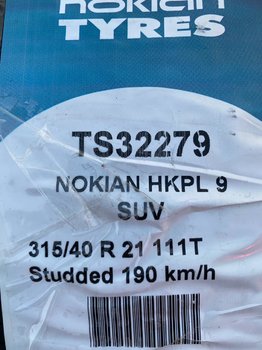 nokian
TYRES
TS32279
NOKIAN HKPL 9
SUV
315/40 R 21 111T
Studded 190 km/h